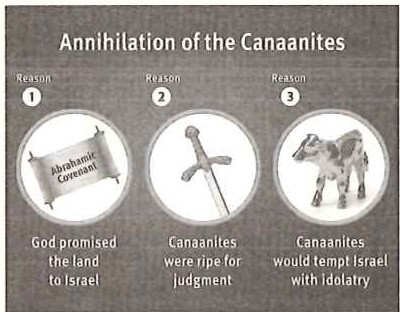 Annihilation of the Canaanites
Reason
1
Abrahamic
Covenant
God promised
the land
to Israel
Reason
2
Canaanites
were ripe for
judgment
Reason
3
Canaanites
would tempt Israel
with idolatry